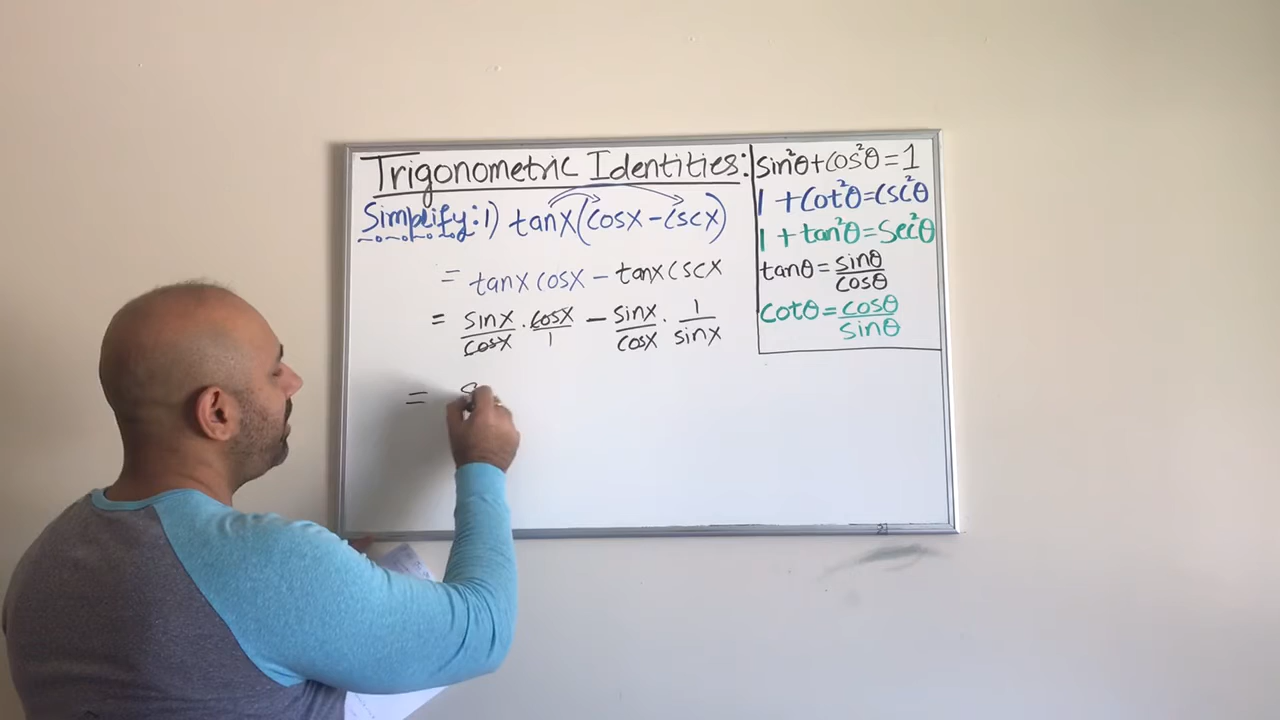 Trigonometric Identities:
Simplify: 1) tanx(cosx - cscx)
= tanx cosx - tanx cscx
= sinx/cosx · cosx/1 - sinx/cosx · 1/sinx
= s
sin²θ + cos²θ = 1
1 + cot²θ = csc²θ
1 + tan²θ = sec²θ
tanθ = sinθ/cosθ
cotθ = cosθ/sinθ